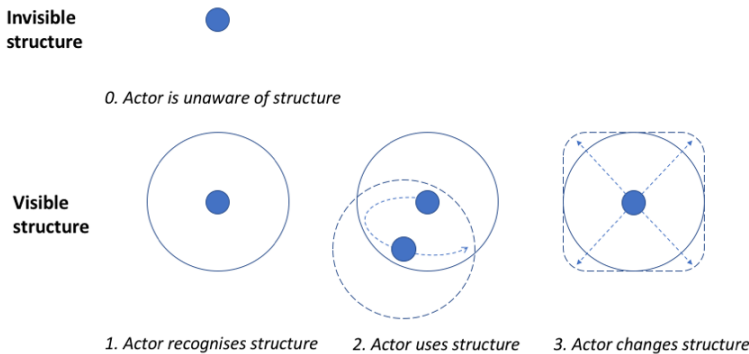 Invisible
structure
0. Actor is unaware of structure
Visible
structure
1. Actor recognises structure
2. Actor uses structure
3. Actor changes structure